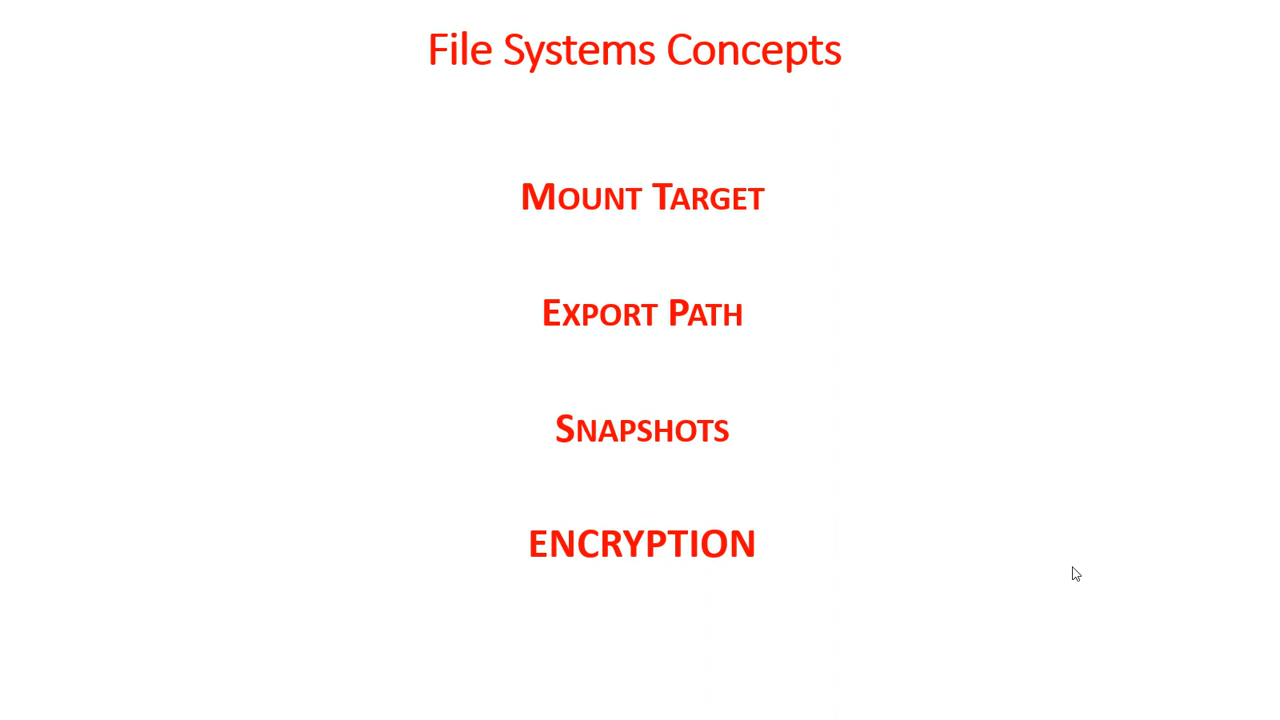 File Systems Concepts
Mount Target
Export Path
Snapshots
ENCRYPTION